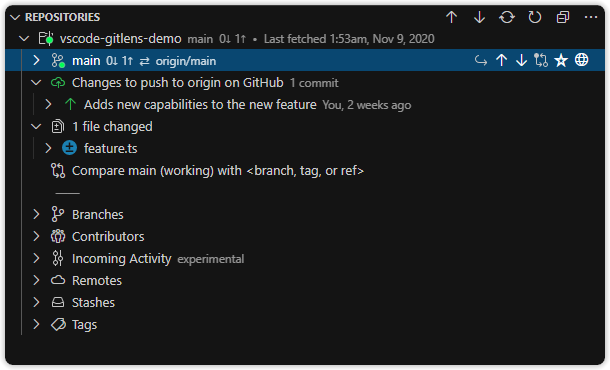 REPOSITORIES
vscode-gitlens-demo main 0↓ 1↑ • Last fetched 1:53am, Nov 9, 2020
main 0↓ 1↑ ⇄ origin/main
Changes to push to origin on GitHub 1 commit
Adds new capabilities to the new feature You, 2 weeks ago
1 file changed
feature.ts
Compare main (working) with <branch, tag, or ref>
Branches
Contributors
Incoming Activity experimental
Remotes
Stashes
Tags